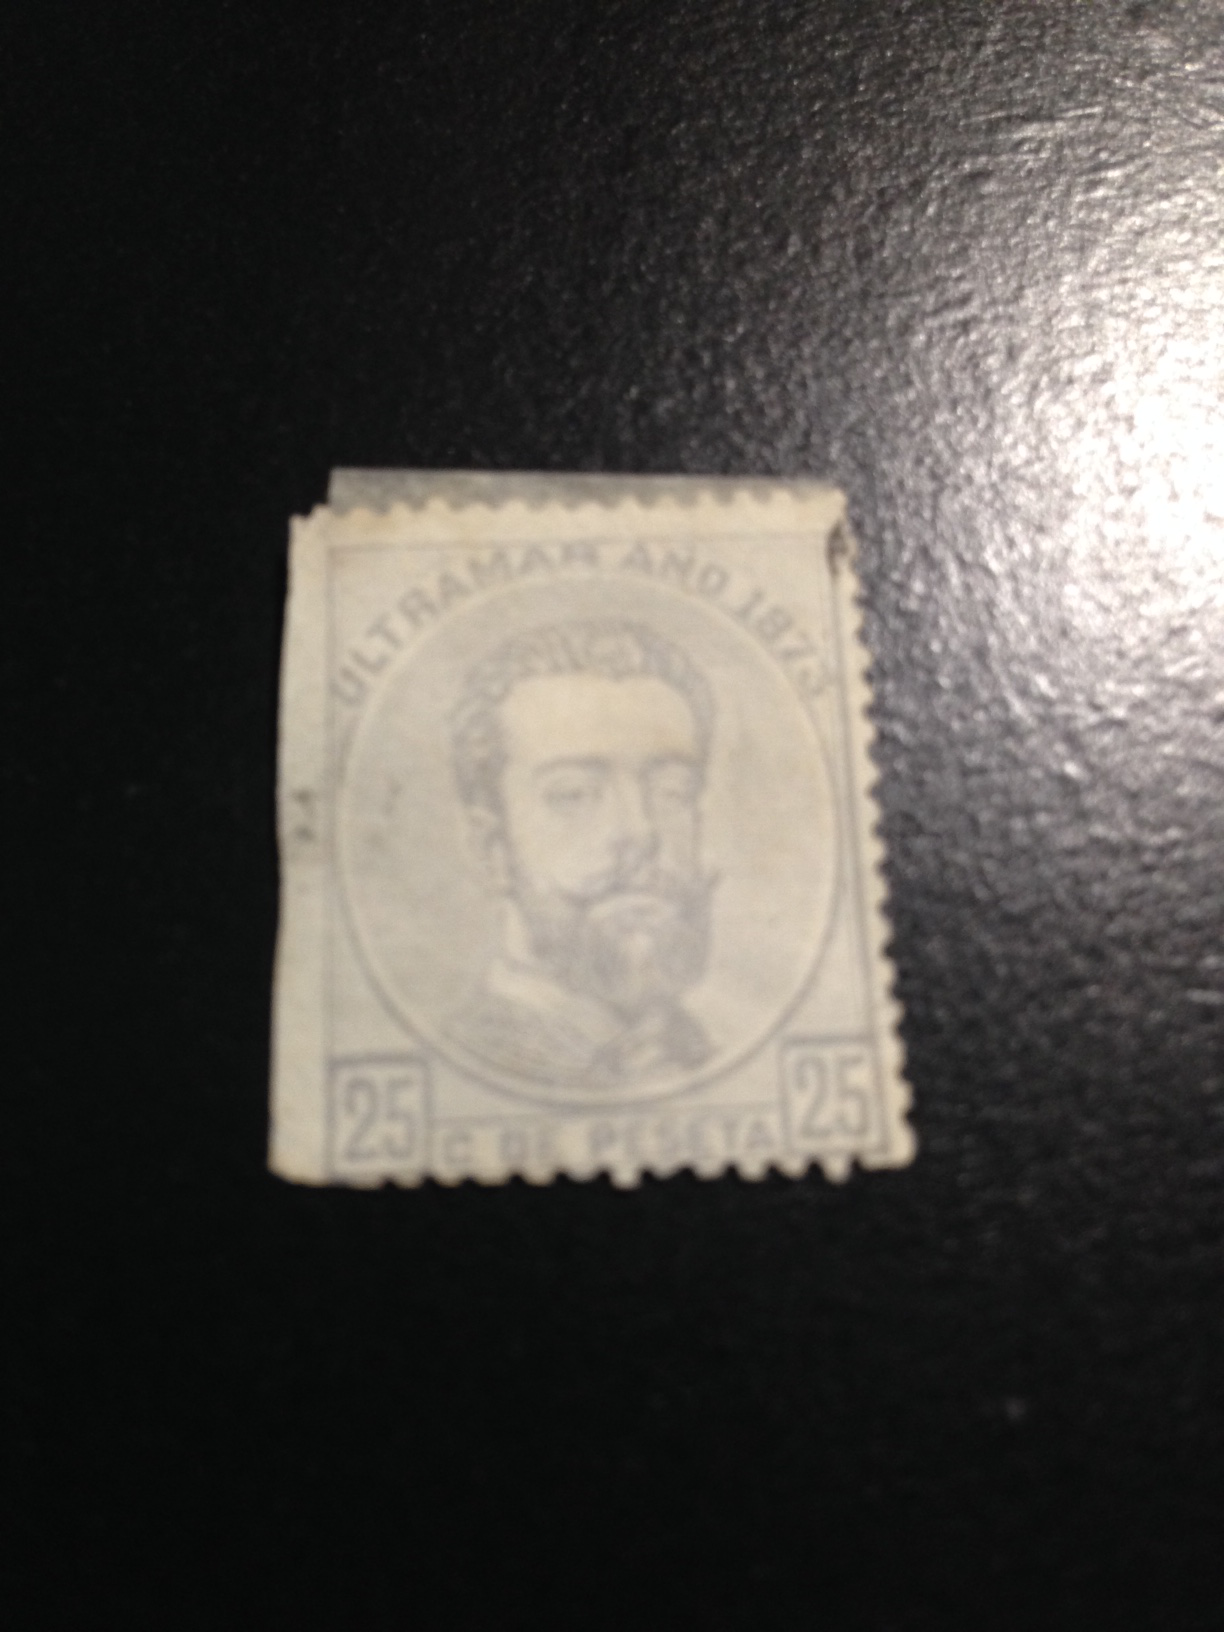 ULTRAMAR AÑO 1873
25 C. DE PESETA 25